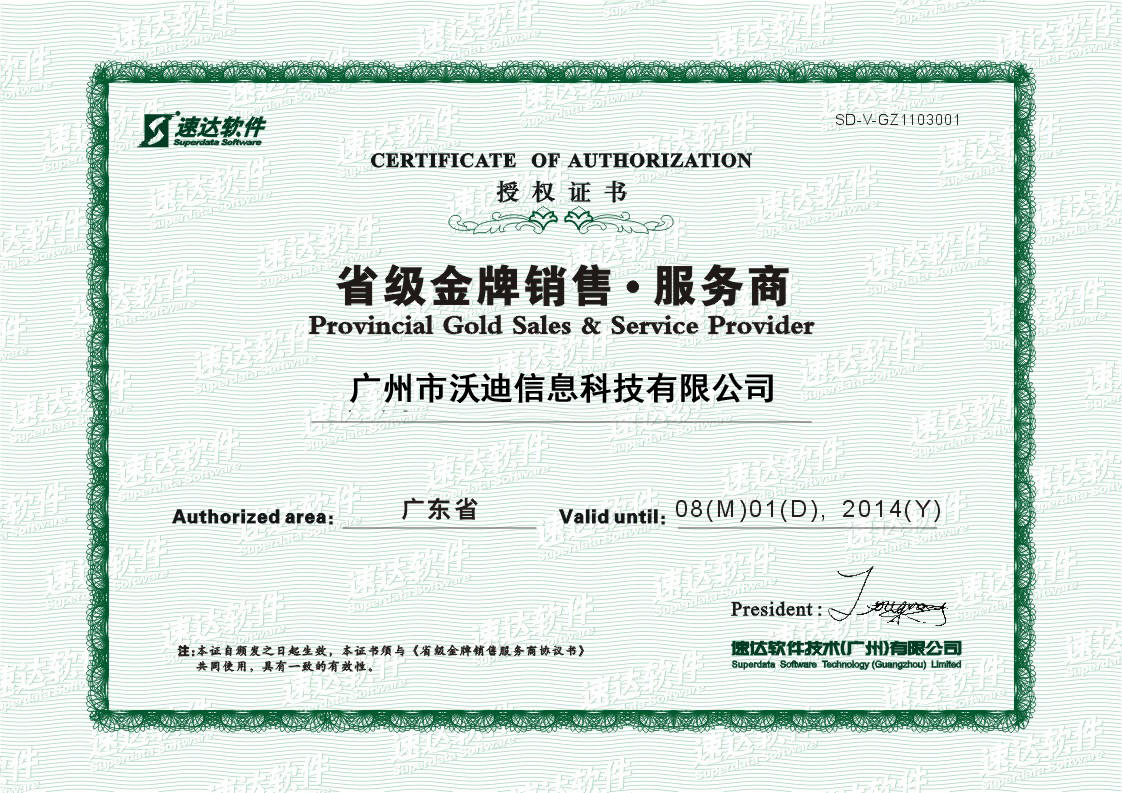 速达软件
Superdata Software
SD-V-GZ1103001
CERTIFICATE OF AUTHORIZATION
授权证书
省级金牌销售·服务商
Provincial Gold Sales & Service Provider
广州市沃迪信息科技有限公司
Authorized area: 广东省 Valid until: 08(M)01(D), 2014(Y)
President:
速达软件技术(广州)有限公司
Superdata Software Technology (Guangzhou) Limited
注:本证自颁发之日起生效，本证书须与《省级金牌销售服务商协议书》
共同使用，具有一致的有效性。